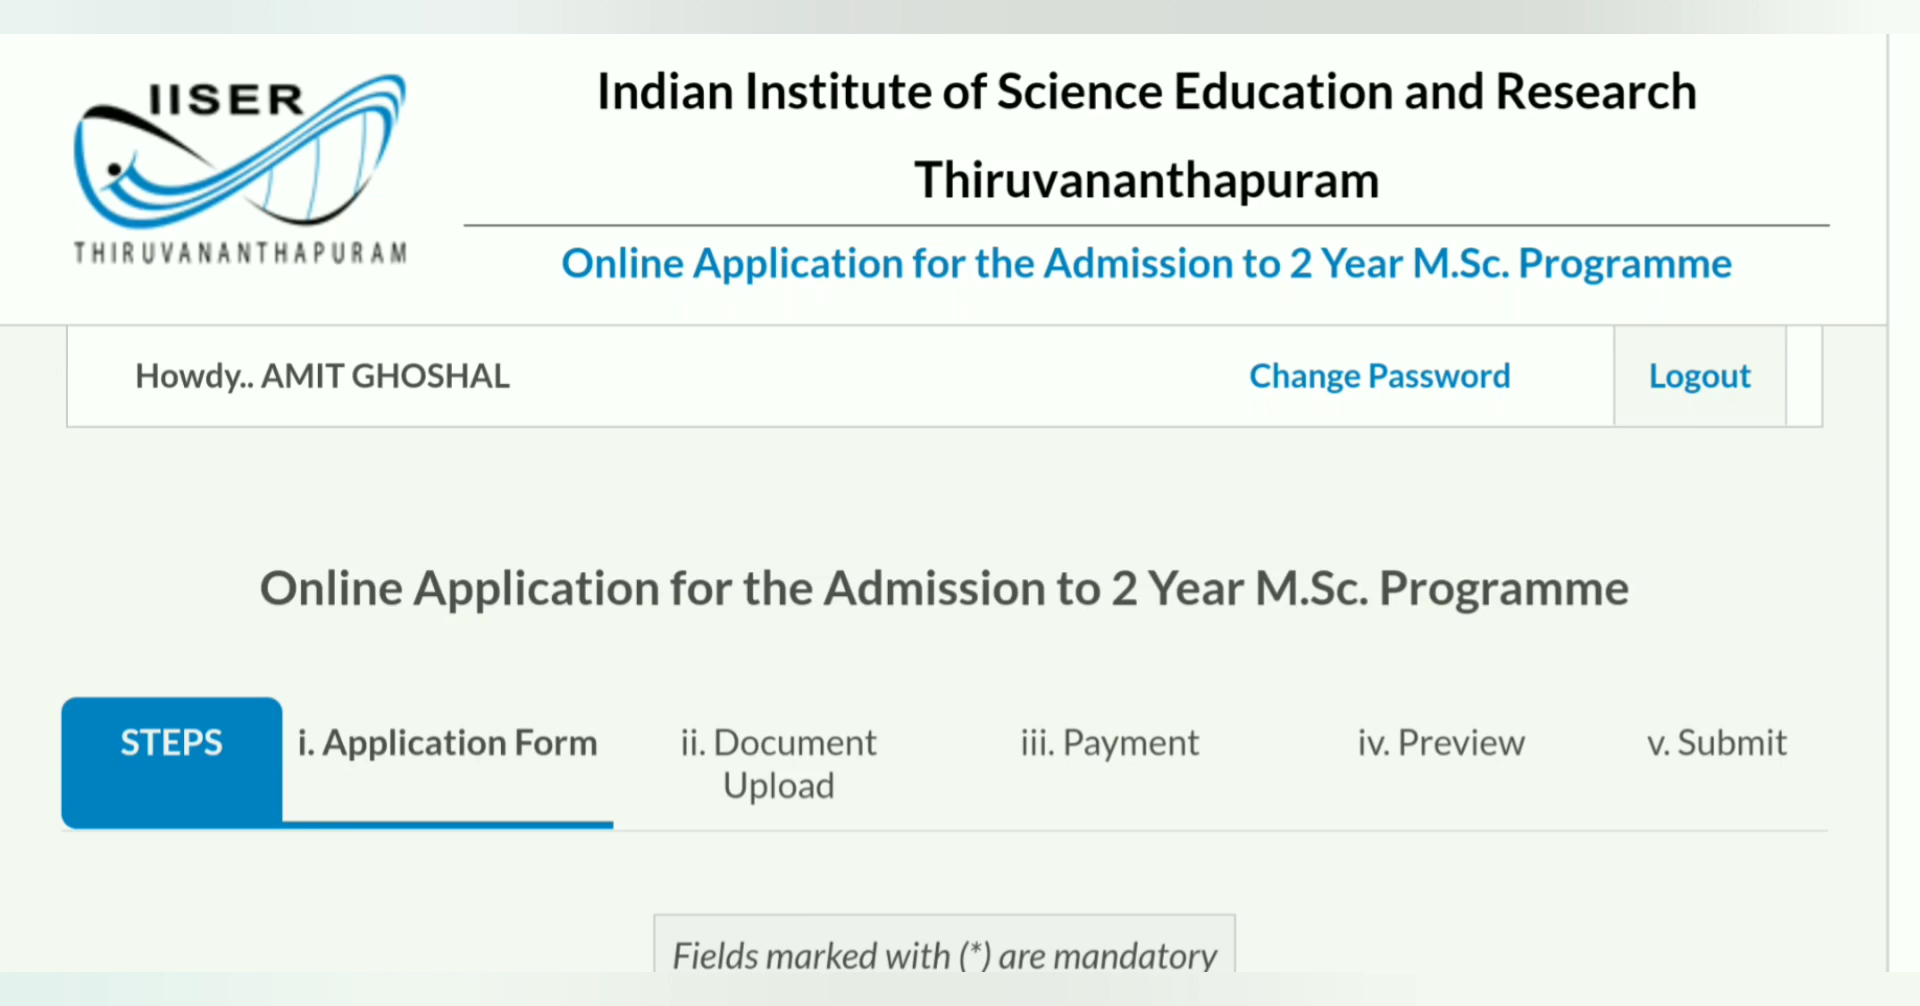 IISER
THIRUVANANTHAPURAM
Indian Institute of Science Education and Research
Thiruvananthapuram
Online Application for the Admission to 2 Year M.Sc. Programme
Howdy.. AMIT GHOSHAL
Change Password
Logout
Online Application for the Admission to 2 Year M.Sc. Programme
STEPS
i. Application Form
ii. Document
Upload
iii. Payment
iv. Preview
v. Submit
Fields marked with (*) are mandatory